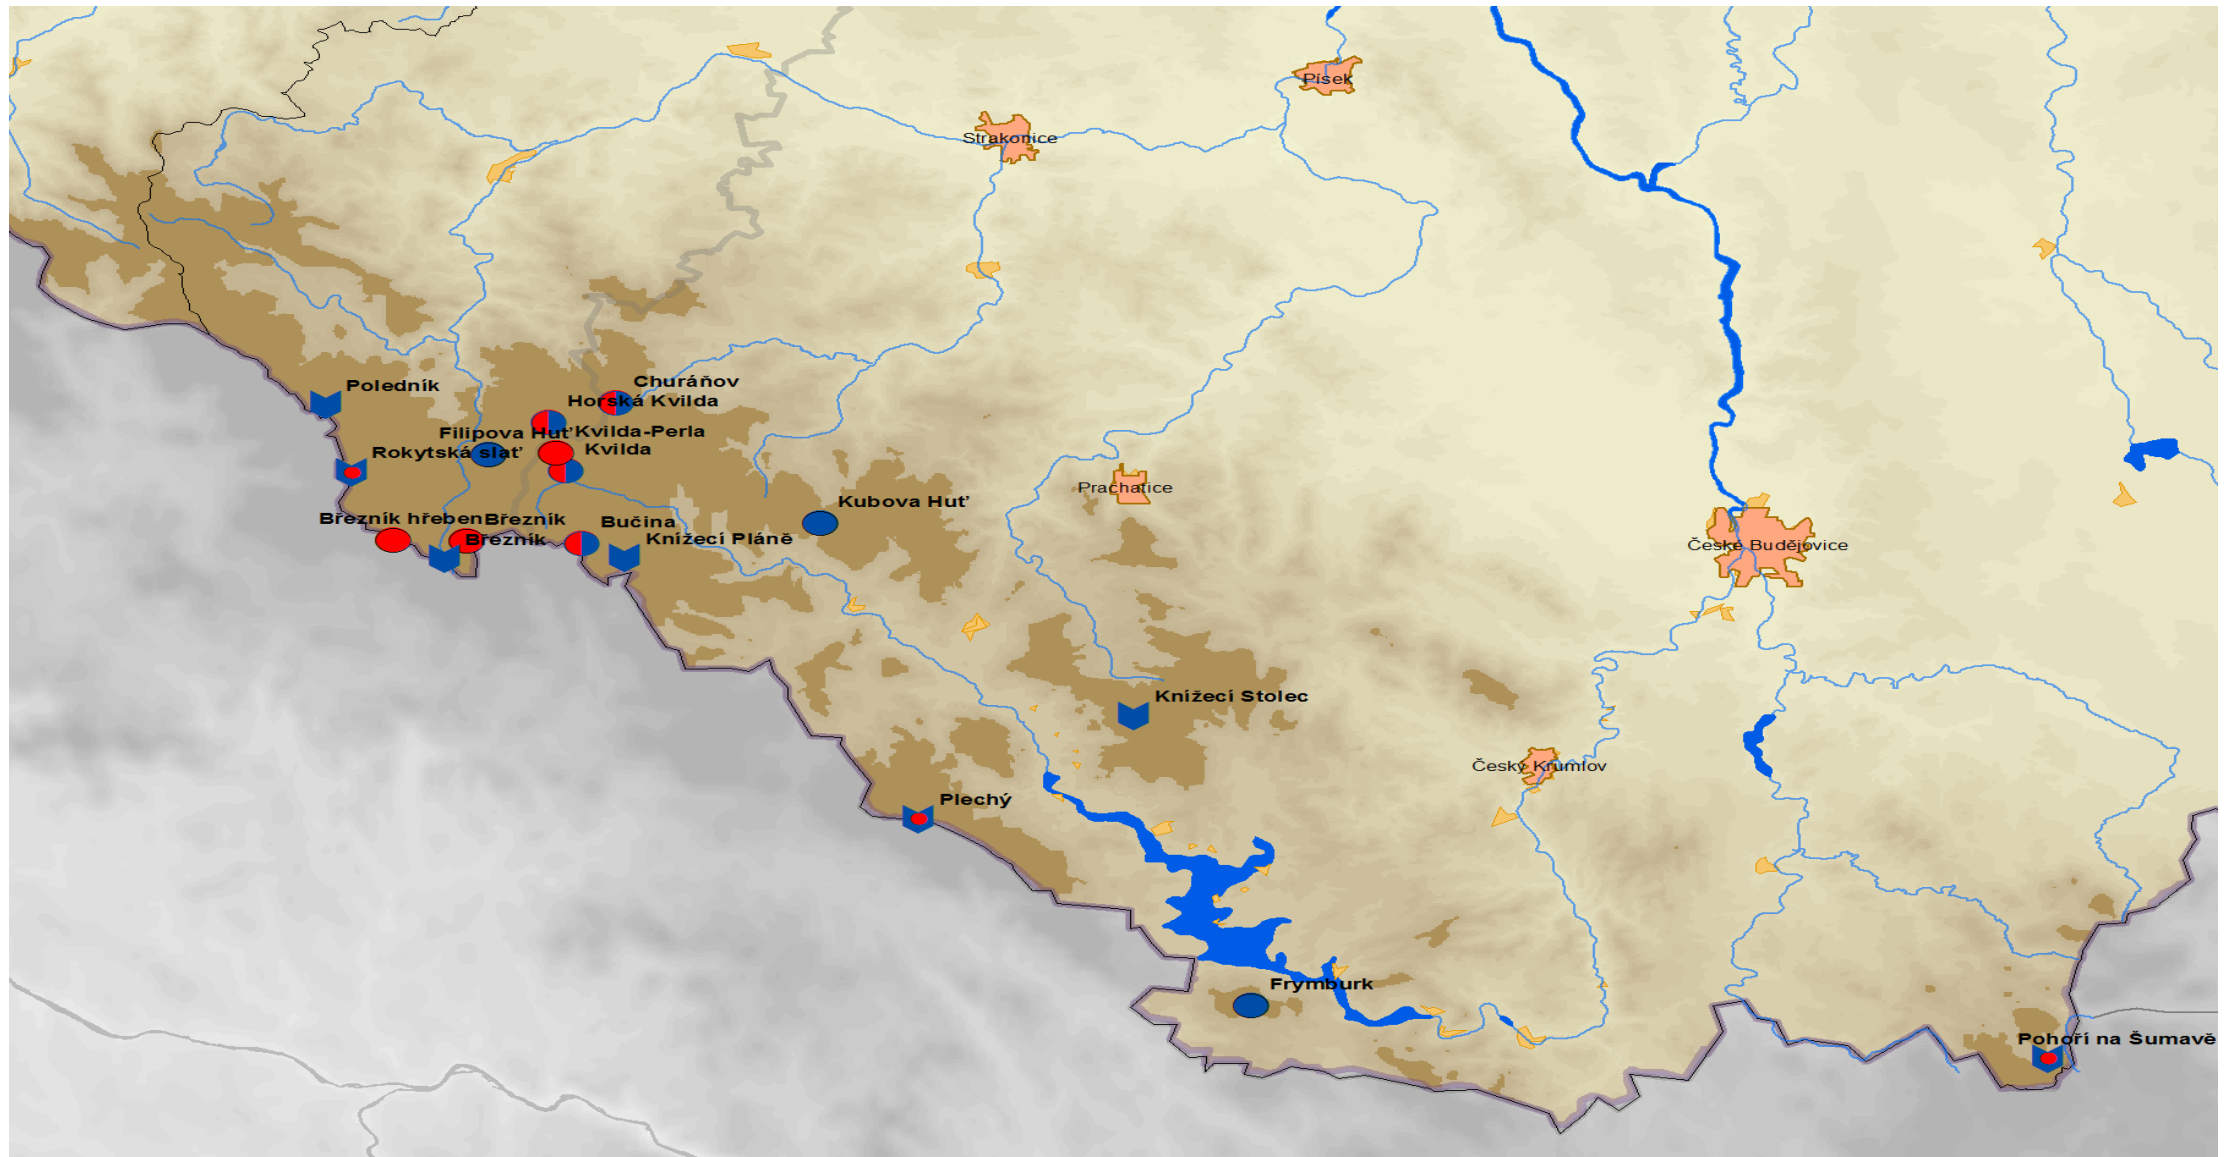 Písek
Strakonice
Poledník
Churáňov
Horská Kvilda
Filipova Huť
Kvilda-Perla
Rokytská slať
Kvilda
Prachatice
Kubova Huť
Březník hřeben
Březník
Bučina
Březník
Knížecí Pláně
České Budějovice
Knížecí Stolec
Český Krumlov
Plechý
Frymburk
Pohoří na Šumavě